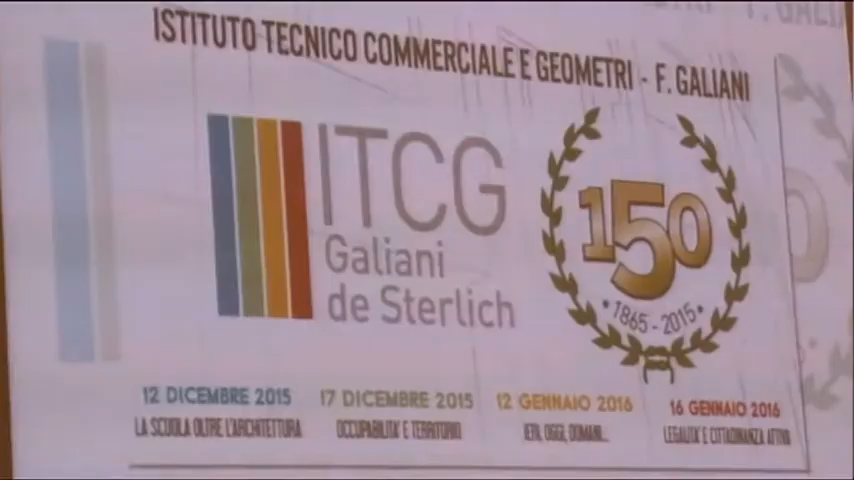 ISTITUTO TECNICO COMMERCIALE E GEOMETRI - F. GALIANI
ITCG
Galiani
de Sterlich
150
• 1865 - 2015 •
12 DICEMBRE 2015
LA SCUOLA OLTRE L'ARCHITETTURA
17 DICEMBRE 2015
OCCUPABILITA' E TERRITORIO
12 GENNAIO 2016
IERI, OGGI, DOMANI...
16 GENNAIO 2016
LEGALITA' E CITTADINANZA ATTIVA